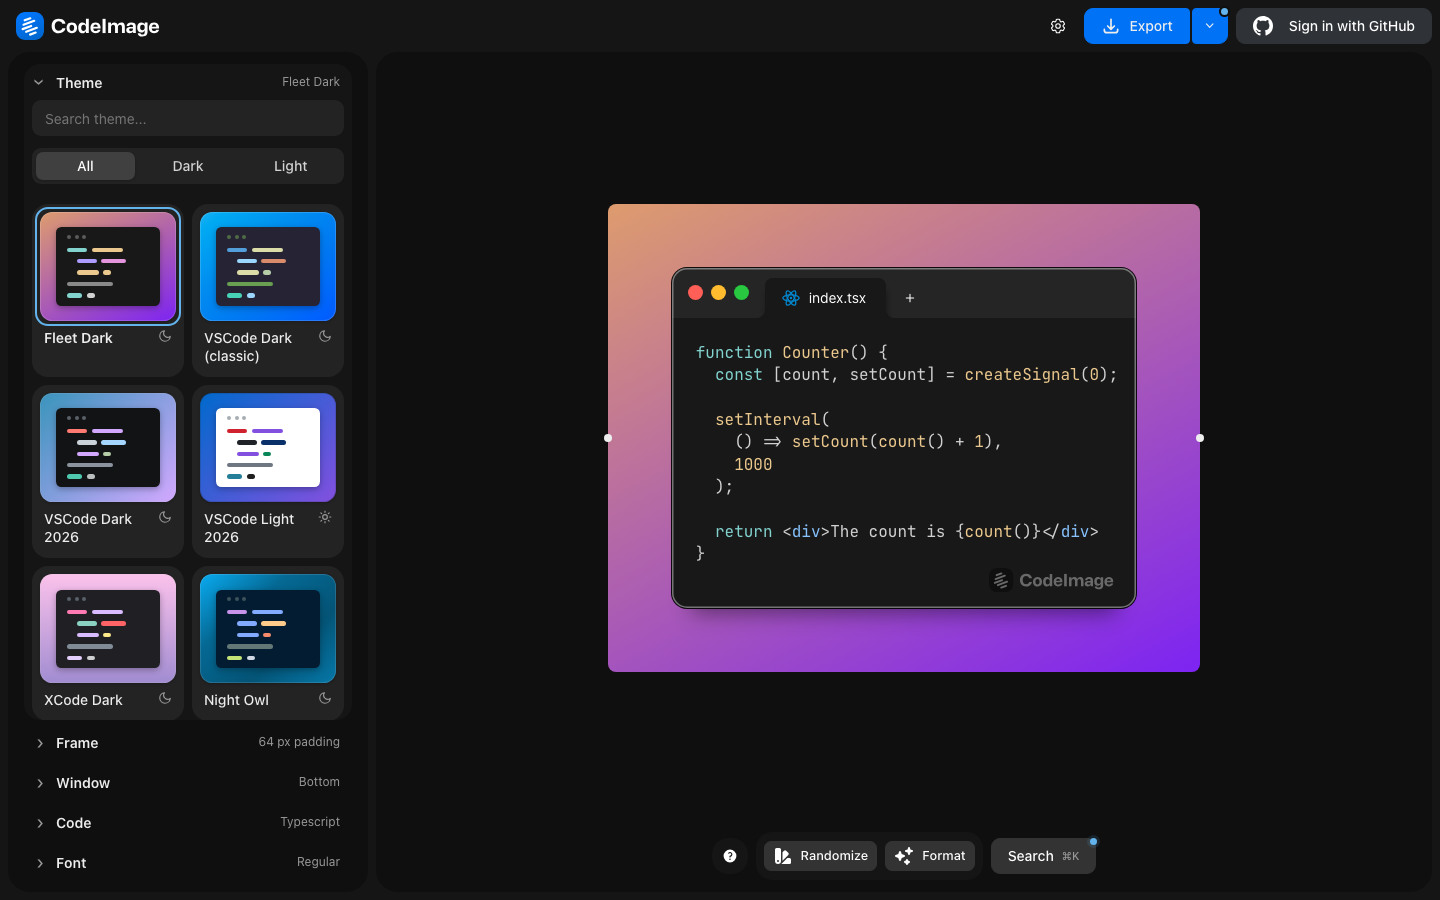 CodeImage
Export
Sign in with GitHub
Theme
Fleet Dark
Search theme...
All
Dark
Light
Fleet Dark
VSCode Dark
(classic)
VSCode Dark
2026
VSCode Light
2026
XCode Dark
Night Owl
Frame
64 px padding
Window
Bottom
Code
Typescript
Font
Regular
index.tsx
+
function Counter() {
  const [count, setCount] = createSignal(0);
  setInterval(
    () => setCount(count() + 1),
    1000
  );
  return <div>The count is {count()}</div>
}
CodeImage
Randomize
Format
Search ⌘K